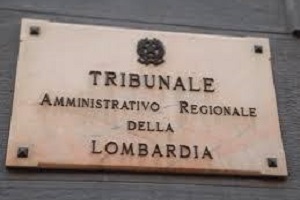 TRIBUNALE
AMMINISTRATIVO REGIONALE
DELLA
LOMBARDIA